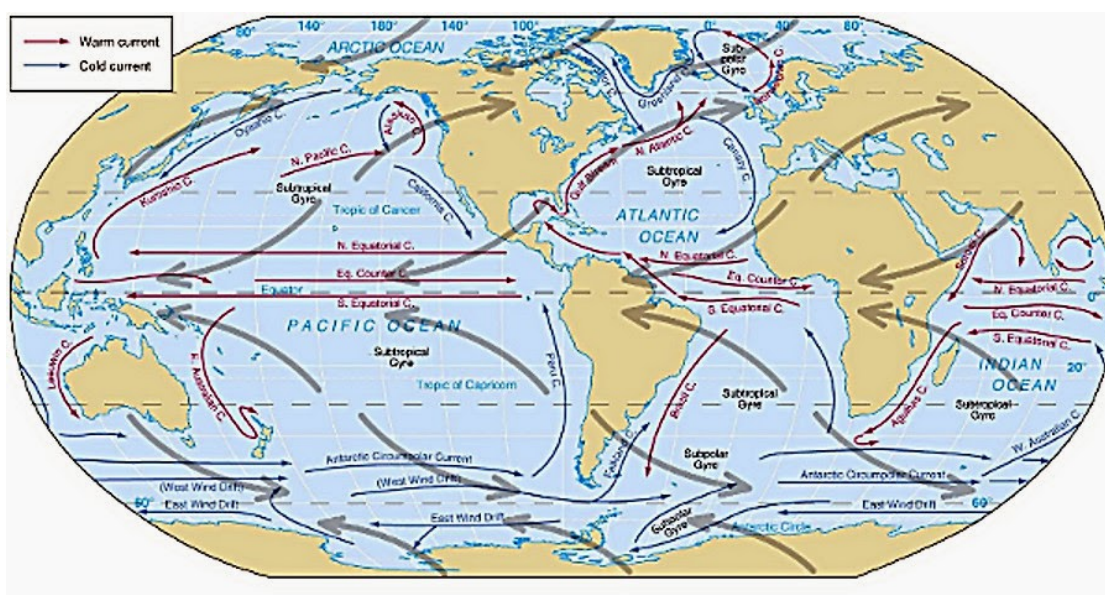 Warm current
Cold current
80°
140°
140°
100°
0°
40°
80°
ARCTIC OCEAN
Sub-
polar
Gyre
Greenland C.
Oyashio C.
Alaskan C.
N. Pacific C.
Kuroshio C.
California C.
Subtropical
Gyre
Tropic of Cancer
Gulf Stream
N. Atlantic C.
Canary C.
Subtropical
Gyre
ATLANTIC
OCEAN
N. Equatorial C.
Eq. Counter C.
Equator
S. Equatorial C.
PACIFIC OCEAN
N. Equatorial C.
Eq. Counter C.
S. Equatorial C.
N. Equatorial C.
0°
Eq. Counter C.
S. Equatorial C.
INDIAN
OCEAN
20°
Leeuwin C.
E. Australian C.
Subtropical
Gyre
Tropic of Capricorn
Peru C.
Brazil C.
Subtropical
Gyre
Agulhas C.
Subtropical
Gyre
W. Australian C.
Falkland C.
Subpolar
Gyre
Antarctic Circumpolar Current
(West Wind Drift)
(West Wind Drift)
Antarctic Circumpolar Current
60°
East Wind Drift
East Wind Drift
Subpolar
Gyre
East Wind Drift
60°
Antarctic Circle